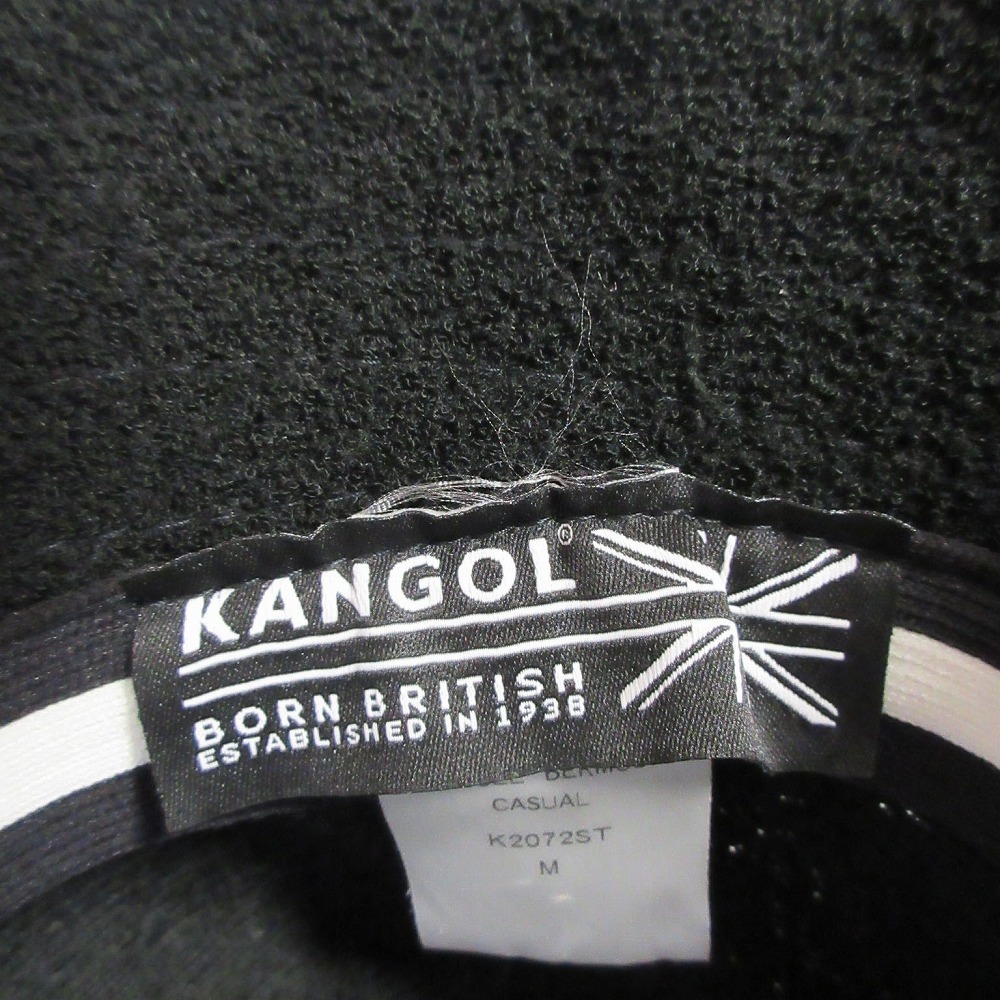 KANGOL®
BORN BRITISH
ESTABLISHED IN 1938
CASUAL
K2072ST
M